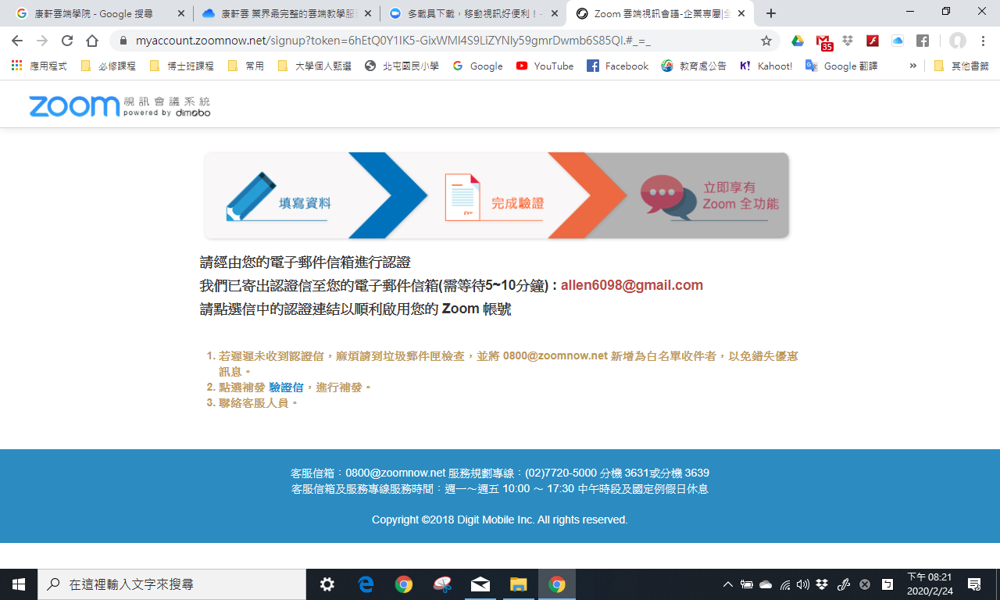 康軒雲端學院 - Google 搜尋
康軒雲 業界最完整的雲端教學服
多載具下載，移動視訊好便利！-
Zoom 雲端視訊會議-企業專屬|全
myaccount.zoomnow.net/signup?token=6hEtO0Y1IK5-GixWMI4S9LiZYNIy59gmrDwmb6S85QI.#_=_
35
應用程式 必修課程 博士班課程 常用 大學個人甄選 北屯國民小學 Google YouTube Facebook 教育處公告 Kahoot! Google 翻譯 » 其他書籤
zoom 視訊會議系統
powered by dimobo
填寫資料
完成驗證
立即享有
Zoom 全功能
請經由您的電子郵件信箱進行認證
我們已寄出認證信至您的電子郵件信箱(需等待5~10分鐘) : allen6098@gmail.com
請點選信中的認證連結以順利啟用您的 Zoom 帳號
1. 若遲遲未收到認證信，麻煩請到垃圾郵件匣檢查，並將 0800@zoomnow.net 新增為白名單收件者，以免錯失優惠
訊息。
2. 點選補發 驗證信，進行補發。
3. 聯絡客服人員。
客服信箱：0800@zoomnow.net 服務規劃專線：(02)7720-5000 分機 3631或分機 3639
客服信箱及服務專線服務時間：週一～週五 10:00 ～ 17:30 中午時段及國定例假日休息
Copyright ©2018 Digit Mobile Inc. All rights reserved.
在這裡輸入文字來搜尋
下午 08:21
2020/2/24